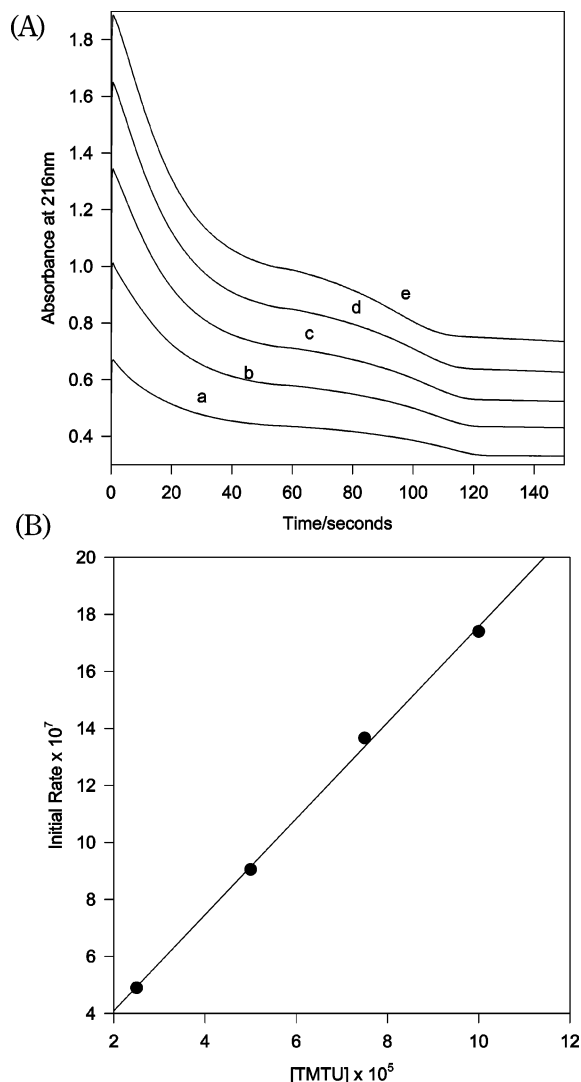 (A)
Absorbance at 216nm
1.8
1.6
1.4
1.2
1.0
0.8
0.6
0.4
e
d
c
b
a
0 20 40 60 80 100 120 140
Time/seconds
(B)
Initial Rate x 10⁷
20
18
16
14
12
10
8
6
4
2 4 6 8 10 12
[TMTU] x 10⁵